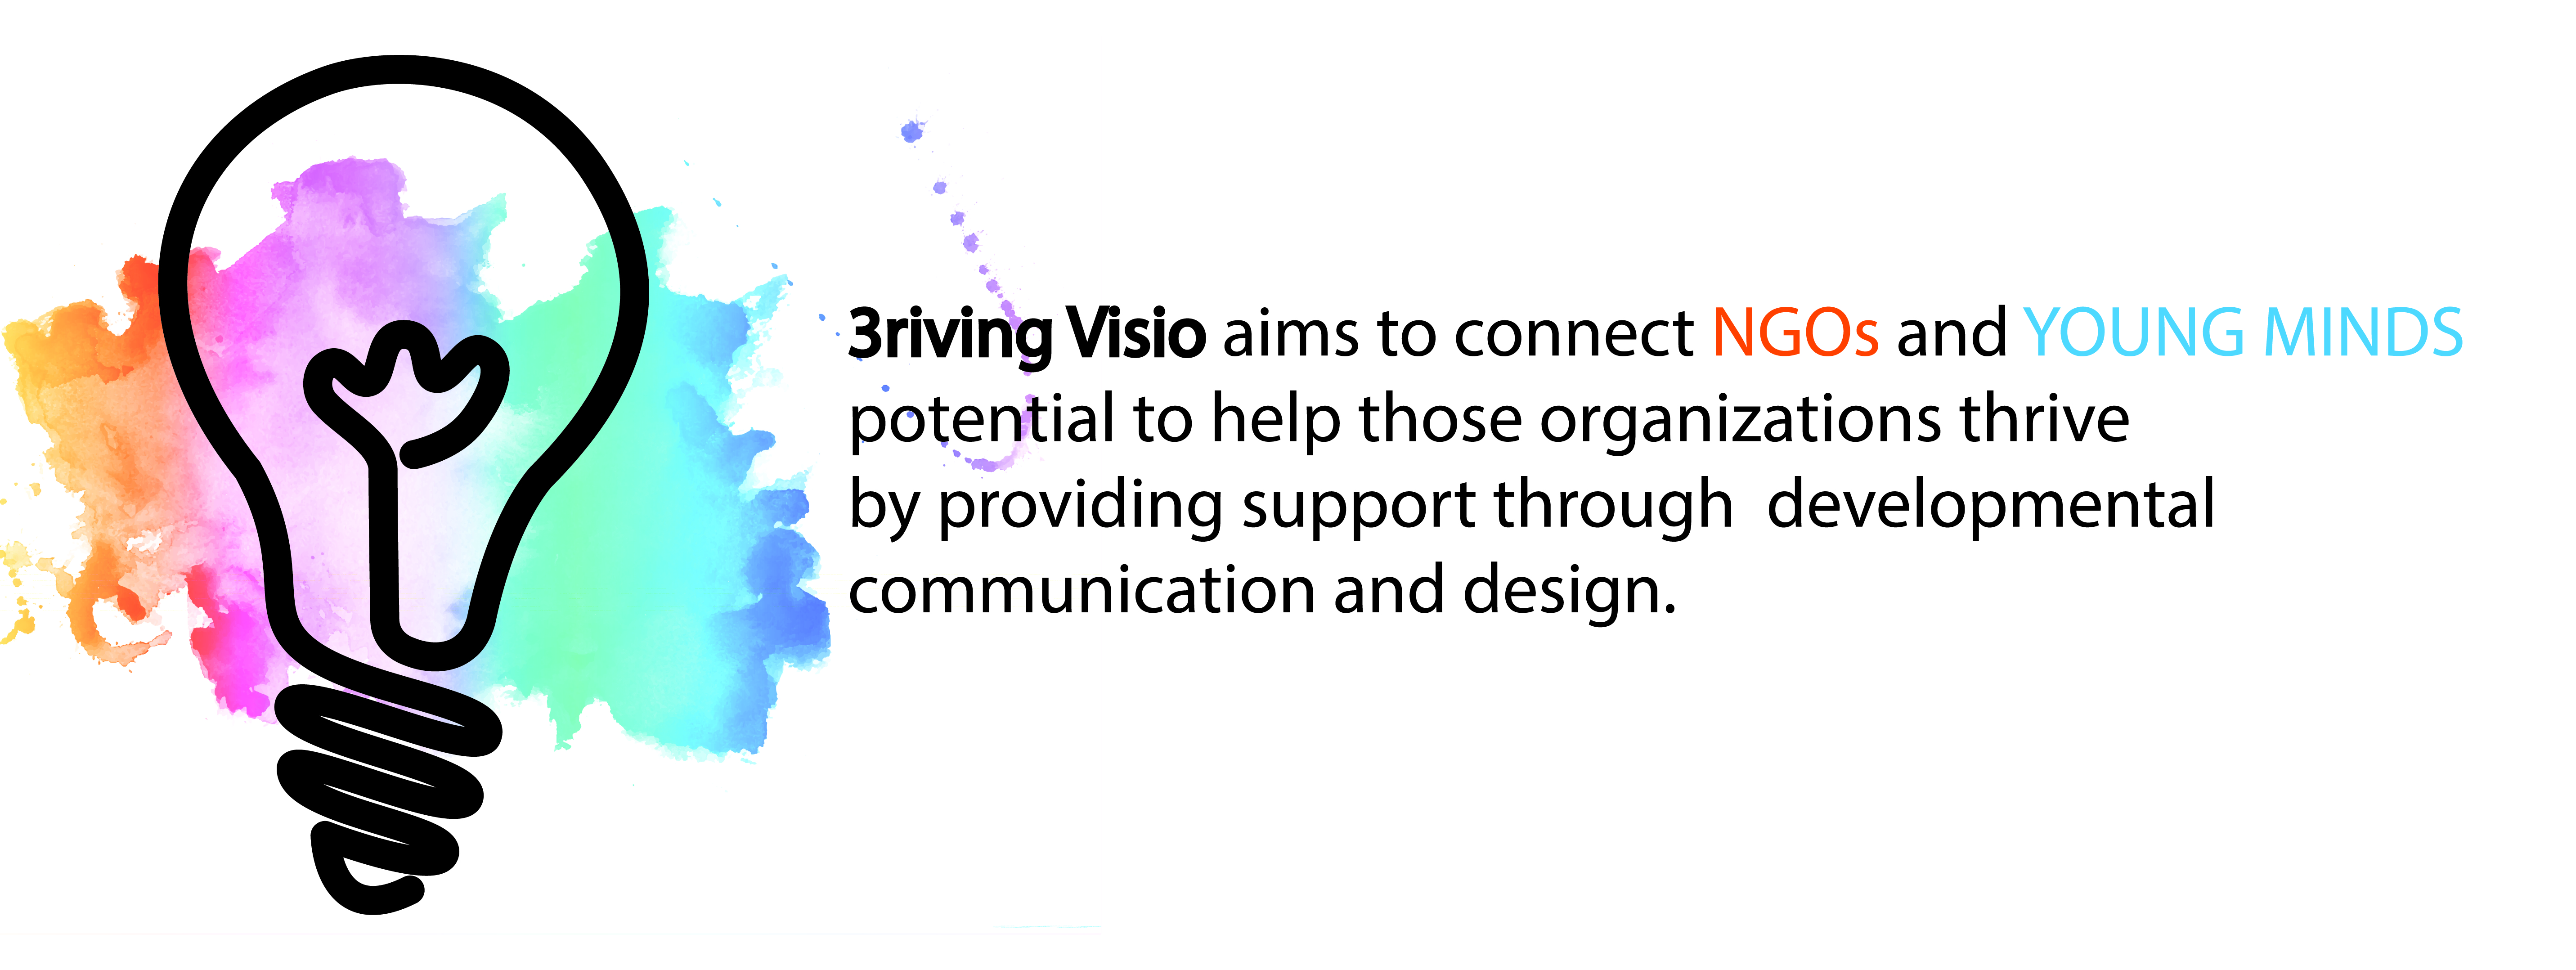 3riving Visio aims to connect NGOs and YOUNG MINDS
potential to help those organizations thrive
by providing support through  developmental
communication and design.